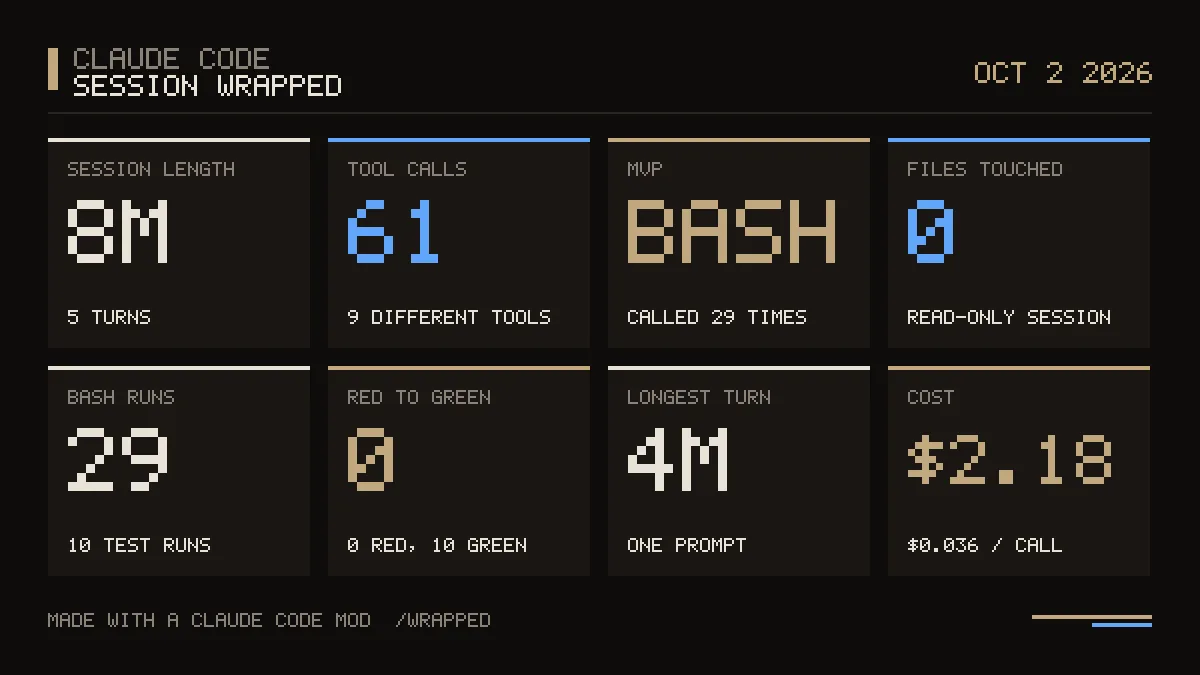 CLAUDE CODE
SESSION WRAPPED
OCT 2 2026
SESSION LENGTH
8M
5 TURNS
TOOL CALLS
61
9 DIFFERENT TOOLS
MVP
BASH
CALLED 29 TIMES
FILES TOUCHED
0
READ-ONLY SESSION
BASH RUNS
29
10 TEST RUNS
RED TO GREEN
0
0 RED, 10 GREEN
LONGEST TURN
4M
ONE PROMPT
COST
$2.18
$0.036 / CALL
MADE WITH A CLAUDE CODE MOD /WRAPPED